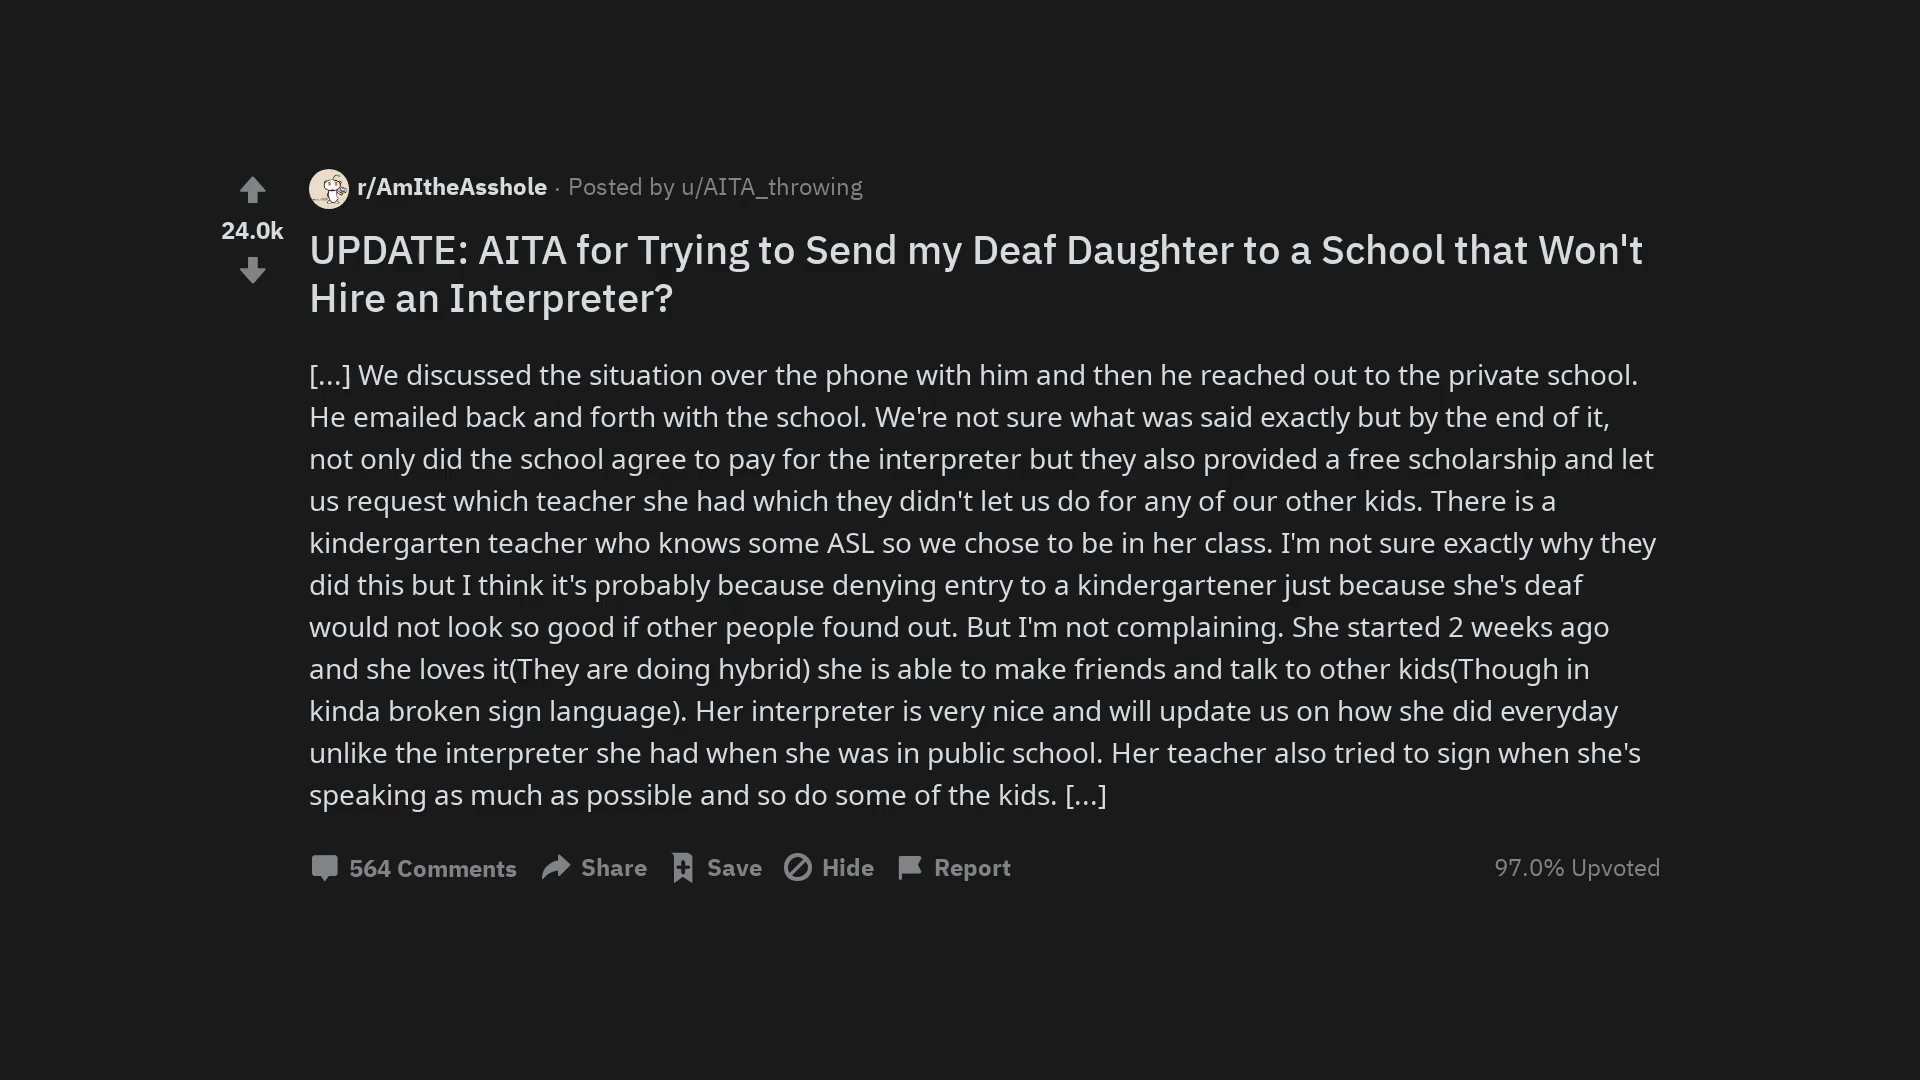 r/AmItheAsshole · Posted by u/AITA_throwing
24.0k
UPDATE: AITA for Trying to Send my Deaf Daughter to a School that Won't
Hire an Interpreter?
[...] We discussed the situation over the phone with him and then he reached out to the private school.
He emailed back and forth with the school. We're not sure what was said exactly but by the end of it,
not only did the school agree to pay for the interpreter but they also provided a free scholarship and let
us request which teacher she had which they didn't let us do for any of our other kids. There is a
kindergarten teacher who knows some ASL so we chose to be in her class. I'm not sure exactly why they
did this but I think it's probably because denying entry to a kindergartener just because she's deaf
would not look so good if other people found out. But I'm not complaining. She started 2 weeks ago
and she loves it(They are doing hybrid) she is able to make friends and talk to other kids(Though in
kinda broken sign language). Her interpreter is very nice and will update us on how she did everyday
unlike the interpreter she had when she was in public school. Her teacher also tried to sign when she's
speaking as much as possible and so do some of the kids. [...]
564 Comments Share Save Hide Report 97.0% Upvoted